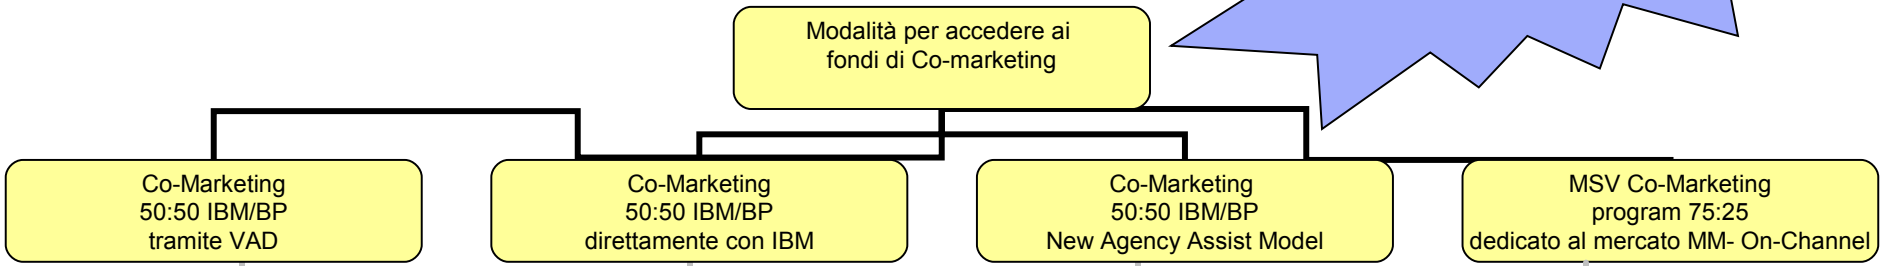 Modalità per accedere ai
fondi di Co-marketing
Co-Marketing
50:50 IBM/BP
tramite VAD
Co-Marketing
50:50 IBM/BP
direttamente con IBM
Co-Marketing
50:50 IBM/BP
New Agency Assist Model
MSV Co-Marketing
program 75:25
dedicato al mercato MM- On-Channel